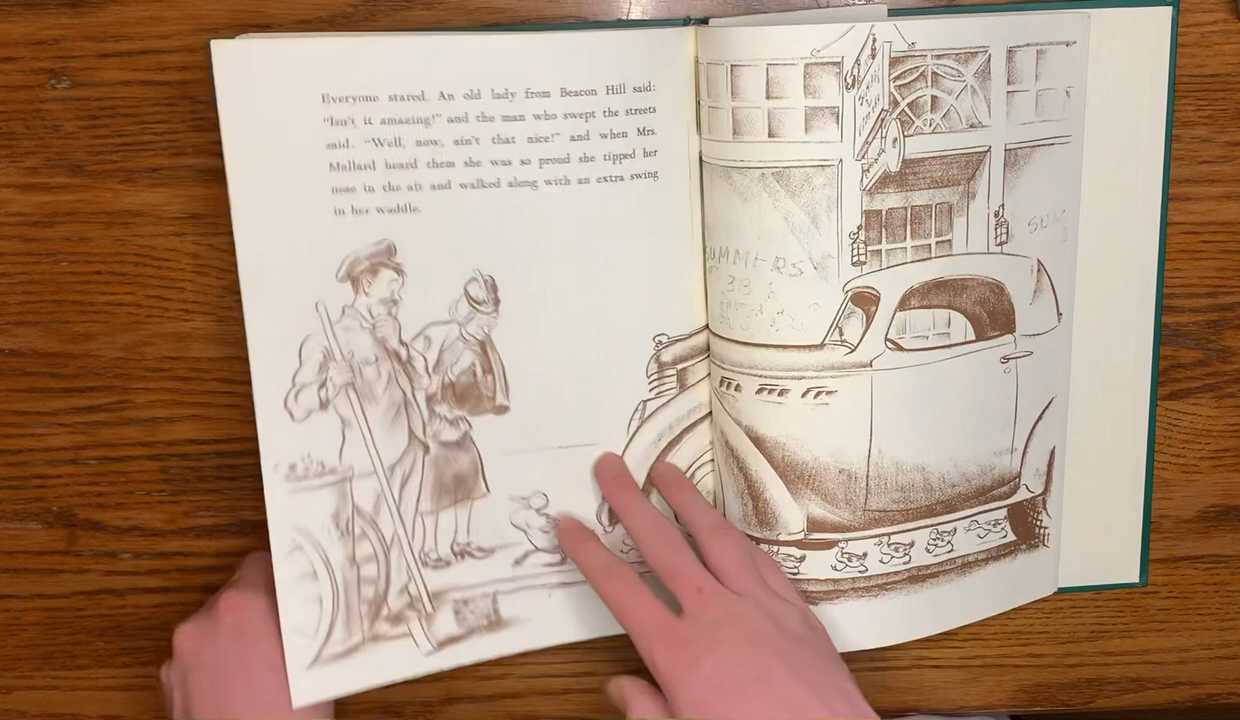 Everyone stared. An old lady from Beacon Hill said:
"Isn't it amazing!" and the man who swept the streets
said. "Well, now, ain't that nice!" and when Mrs.
Mallard heard them she was so proud she tipped her
nose in the air and walked along with an extra swing
in her waddle.
SUMMERS
33